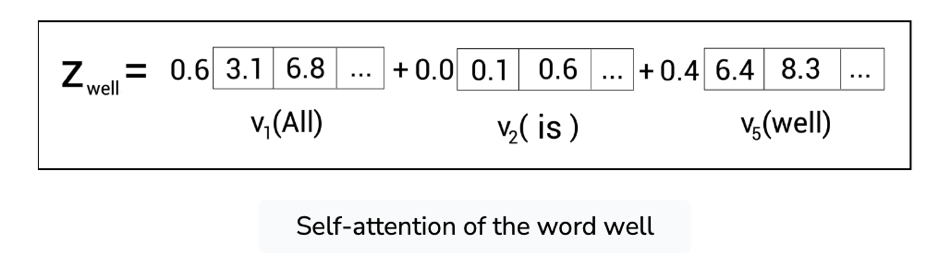 z well = 0.6 3.1 6.8 ... + 0.0 0.1 0.6 ... + 0.4 6.4 8.3 ...
v1(All) v2( is ) v5(well)
Self-attention of the word well